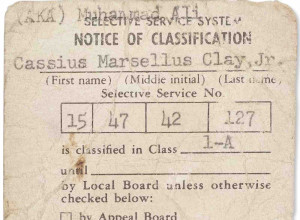 (AKA) Muhammad Ali
SELECTIVE SERVICE SYSTEM
NOTICE OF CLASSIFICATION
Cassius Marsellus Clay, Jr.
(First name) (Middle initial) (Last name)
Selective Service No.
15 47 42 127
is classified in Class 1-A
until
by Local Board unless otherwise
checked below:
by Appeal Board